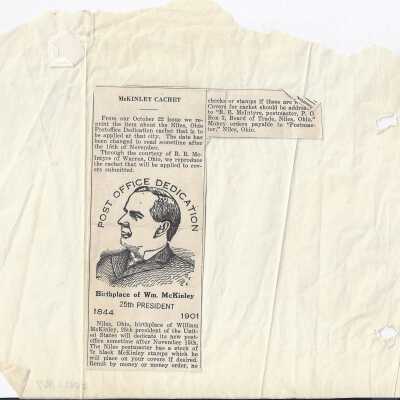 McKINLEY CACHET
From our October 22 issue we re-
print the item about the Niles, Ohio
Postoffice Dedication cachet that is to
be applied at that city. The date has
been changed to read sometime after
the 15th of November.
Through the courtesy of R. E. Mc-
Intyre of Warren, Ohio, we reproduce
the cachet that will be applied to cov-
ers submitted.
POST OFFICE DEDICATION
Birthplace of Wm. McKinley
25th PRESIDENT
1844 1901
Niles, Ohio, birthplace of William
McKinley, 25th president of the Unit-
ed States will dedicate its new post-
office sometime after November 15th.
The Niles postmaster has a stock of
7c black McKinley stamps which he
will place on your covers if desired.
Remit by money or money order, no
checks or stamps if these are
Covers for cachet should be addres-
to "R. E. McIntyre, postmaster, P. O.
Box 2, Board of Trade, Niles, Ohio."
Money orders payable to "Postmas-
ter," Niles, Ohio.